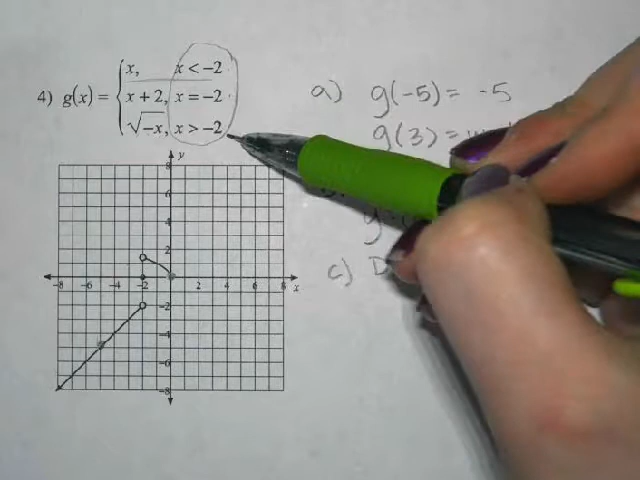 x, x < -2
4) g(x) = { x + 2, x = -2
√-x, x > -2
a) g(-5) = -5
g(3) =
y
8
4
2
-8 -6 -4 -2 2 4 6 8 x
-2
-4
-6
-8
c) D